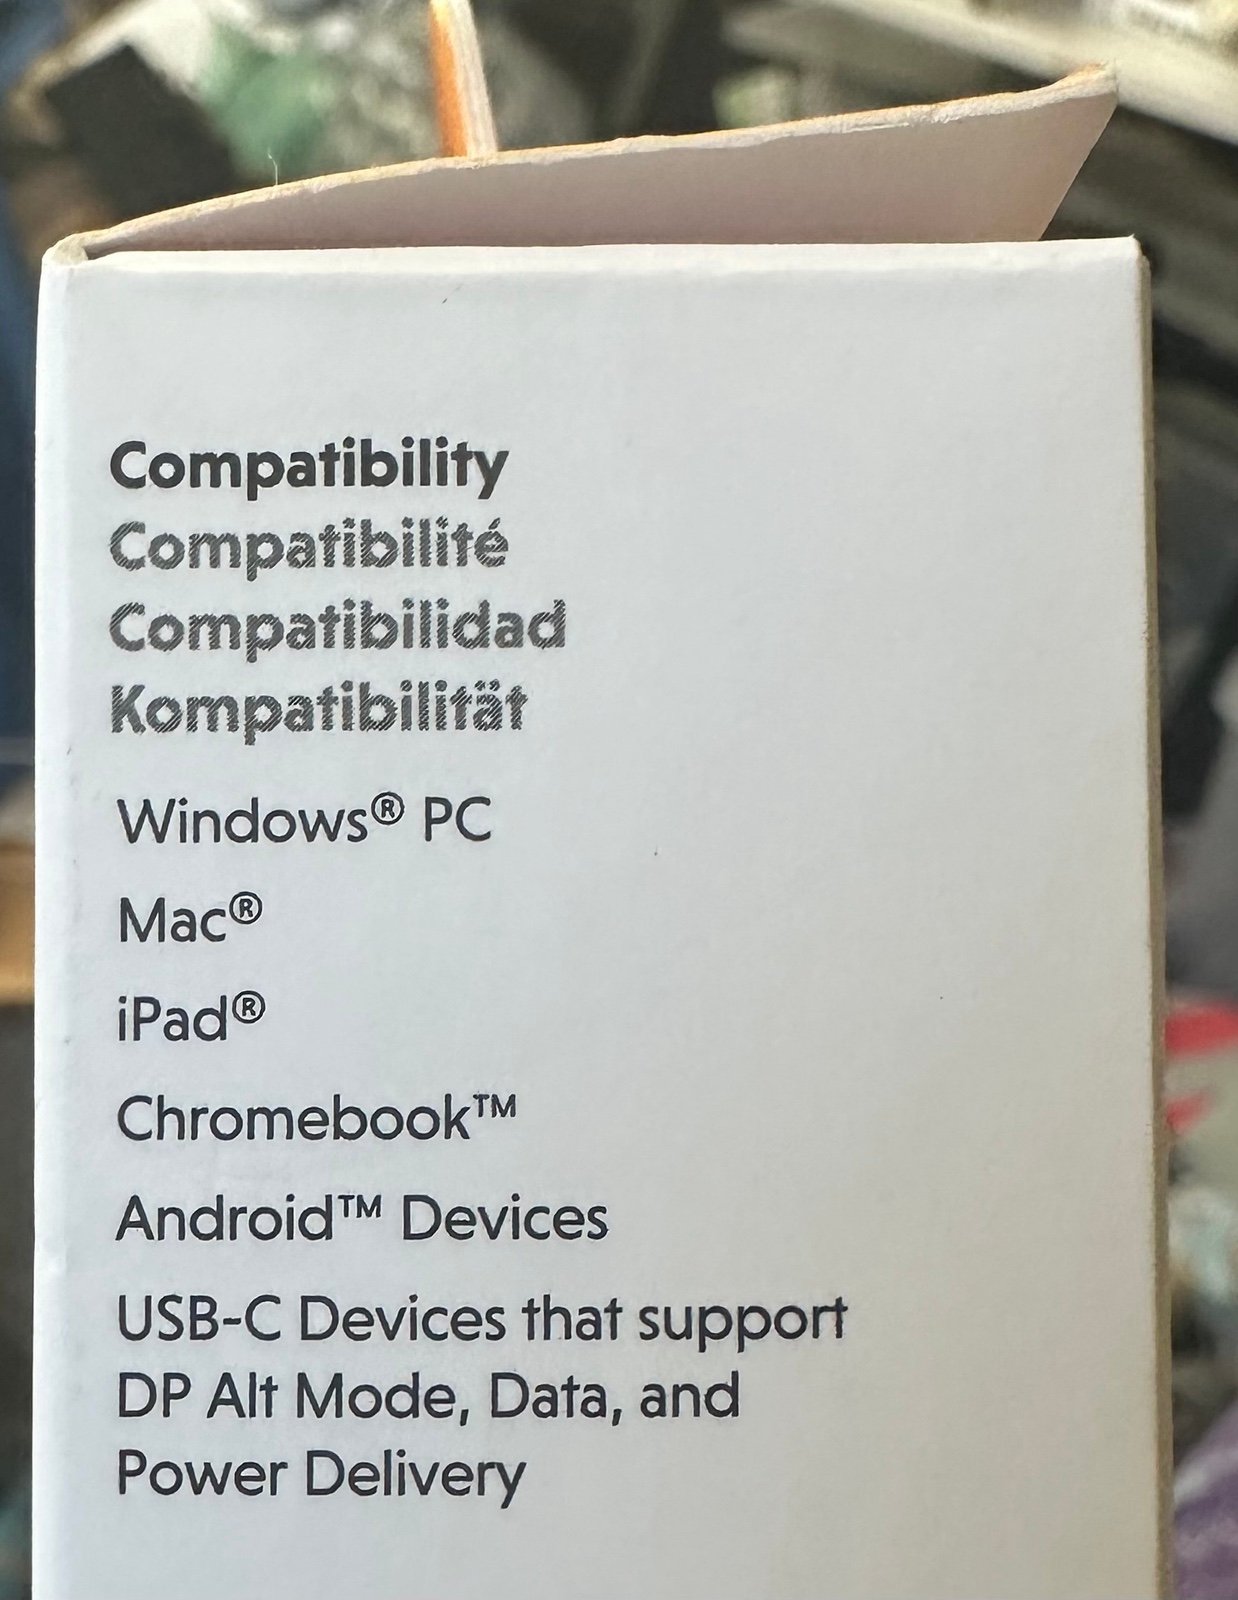 Compatibility
Compatibilité
Compatibilidad
Kompatibilität
Windows® PC
Mac®
iPad®
Chromebook™
Android™ Devices
USB-C Devices that support
DP Alt Mode, Data, and
Power Delivery